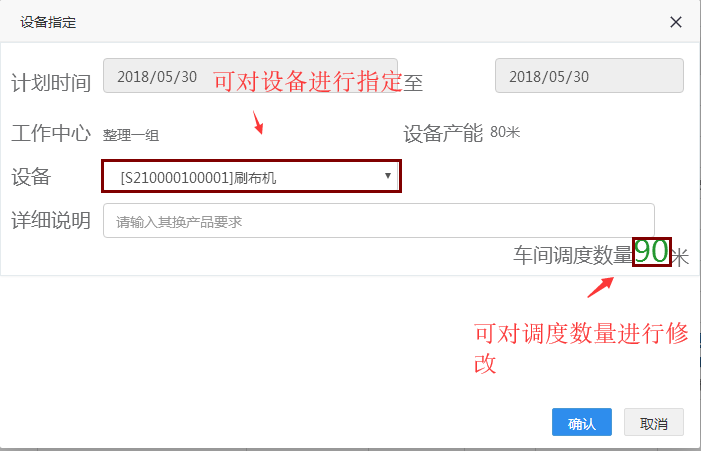 设备指定
计划时间 2018/05/30 至 2018/05/30
可对设备进行指定
工作中心 整理一组 设备产能 80米
设备 [S210000100001]刷布机
详细说明 请输入其换产品要求
车间调度数量90米
可对调度数量进行修
改
确认 取消